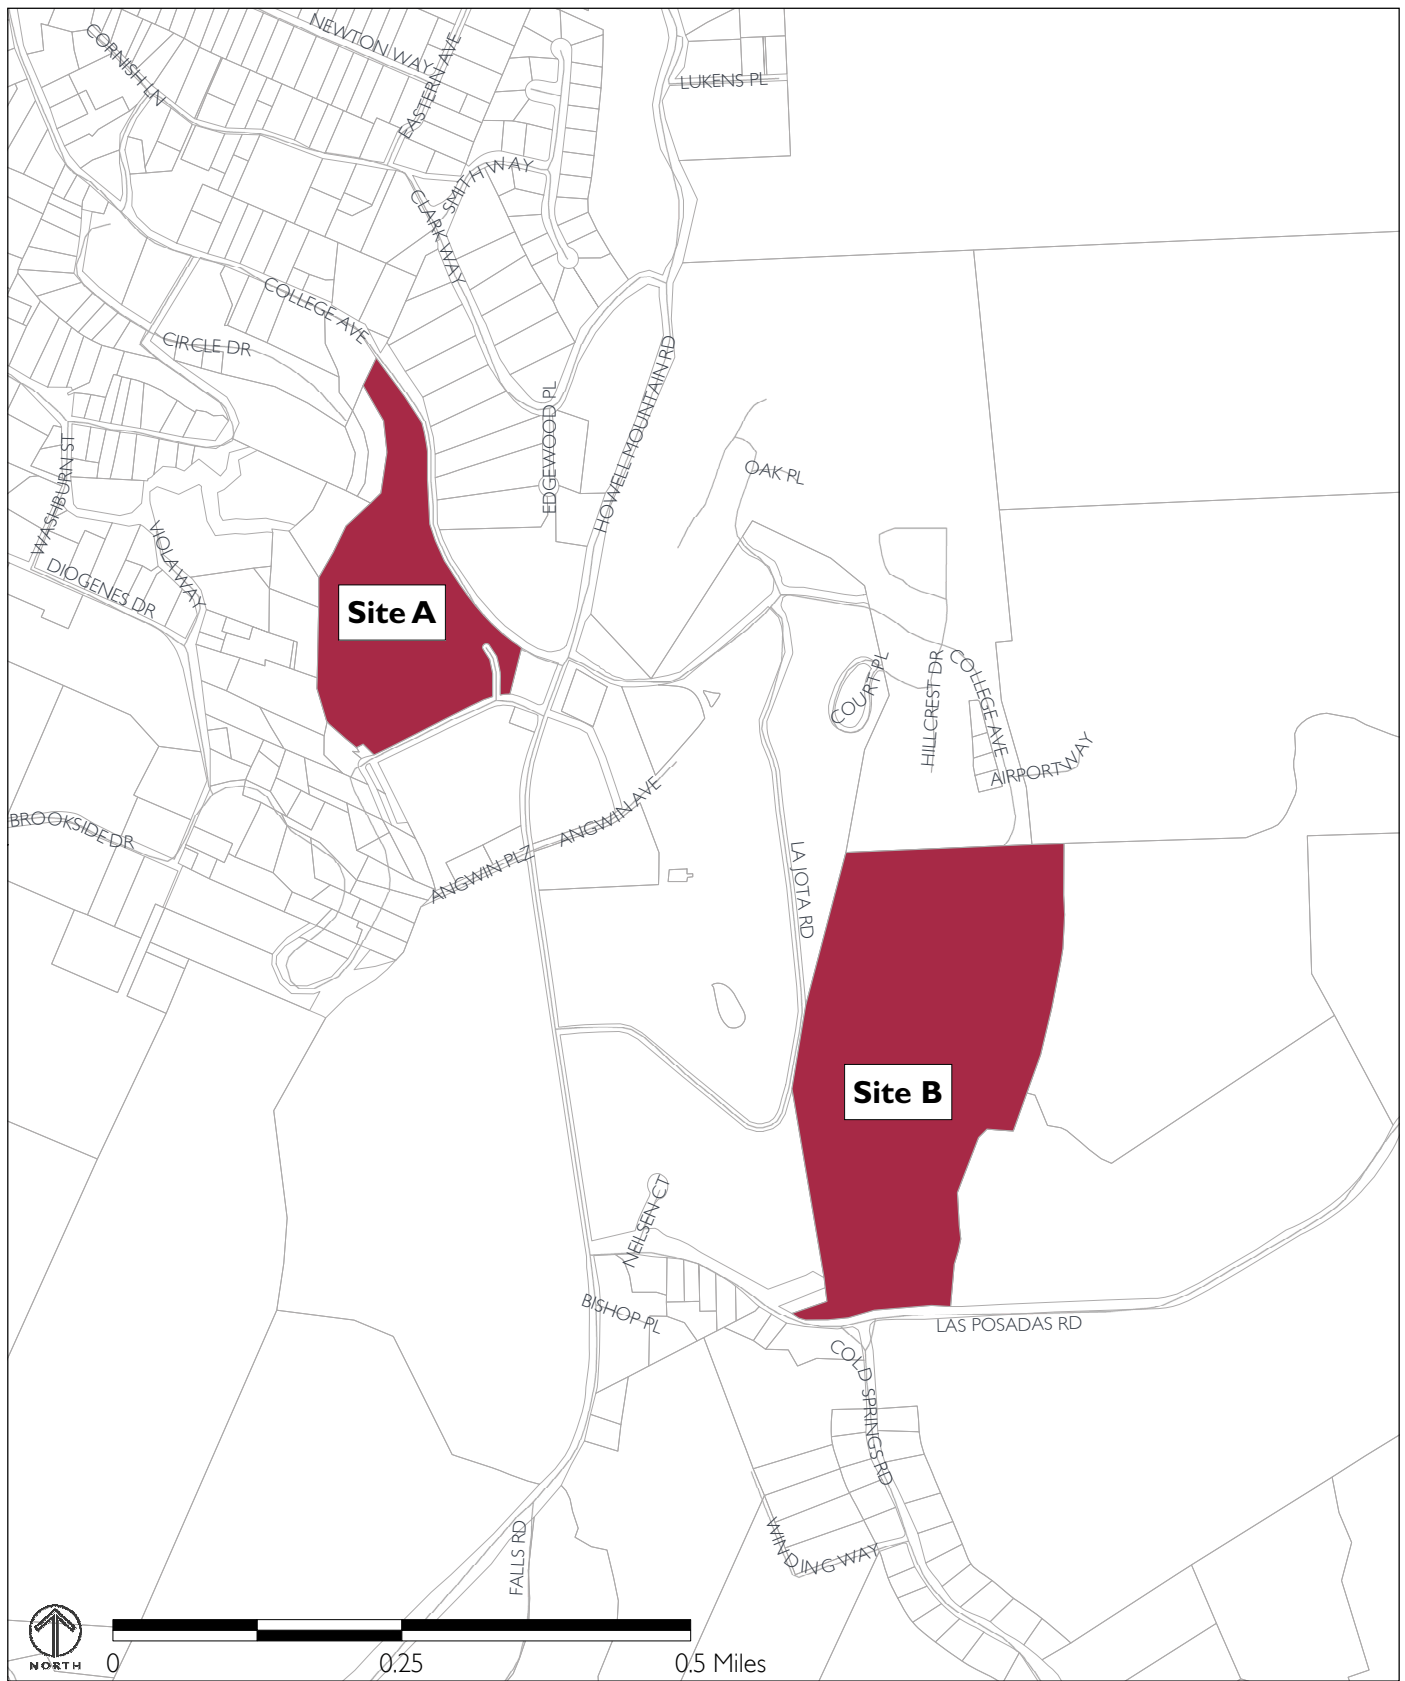 NEWTON WAY
CORNISH LN
EASTERN AVE
LUKENS PL
SMITH WAY
CLARK WAY
COLLEGE AVE
CIRCLE DR
HOWELL MOUNTAIN RD
EDGEWOOD PL
WASHBURN ST
OAK PL
VIOLA WAY
DIOGENES DR
Site A
COURT PL
HILLCREST DR
COLLEGE AVE
AIRPORT WAY
BROOKSIDE DR
ANGWIN AVE
ANGWIN PLZ
LA JOTA RD
Site B
NEILSEN CT
BISHOP PL
LAS POSADAS RD
COLD SPRINGS RD
WINDING WAY
FALLS RD
NORTH
0 0.25 0.5 Miles